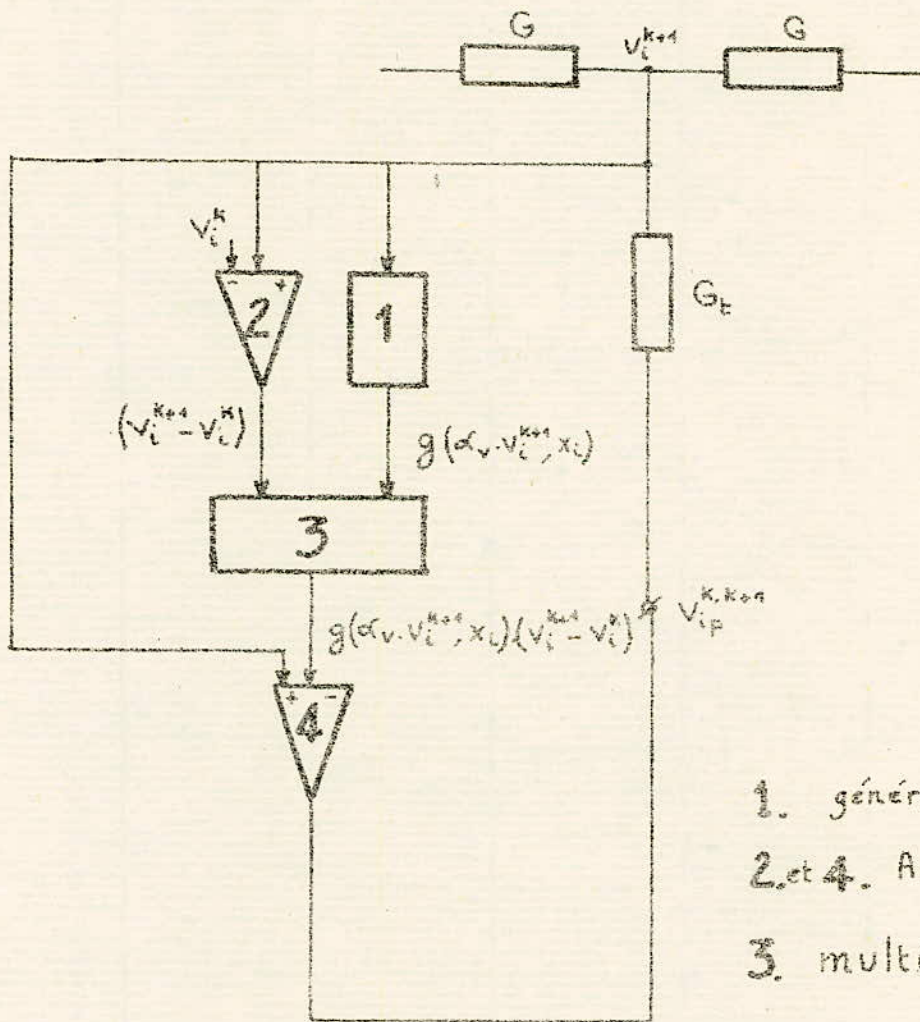 G
v_i^{k+1}
G
v_i^k
- +
2
1
G_t
(v_i^{k+1} - v_i^k)
g(α_v. v_i^{k+1}, x_i)
3
g(α_v. v_i^{k+1}, x_i).(v_i^{k+1} - v_i^k)
v_{ip}^{k,k+1}
+ -
4
1. génér
2. et 4. A
3. mult